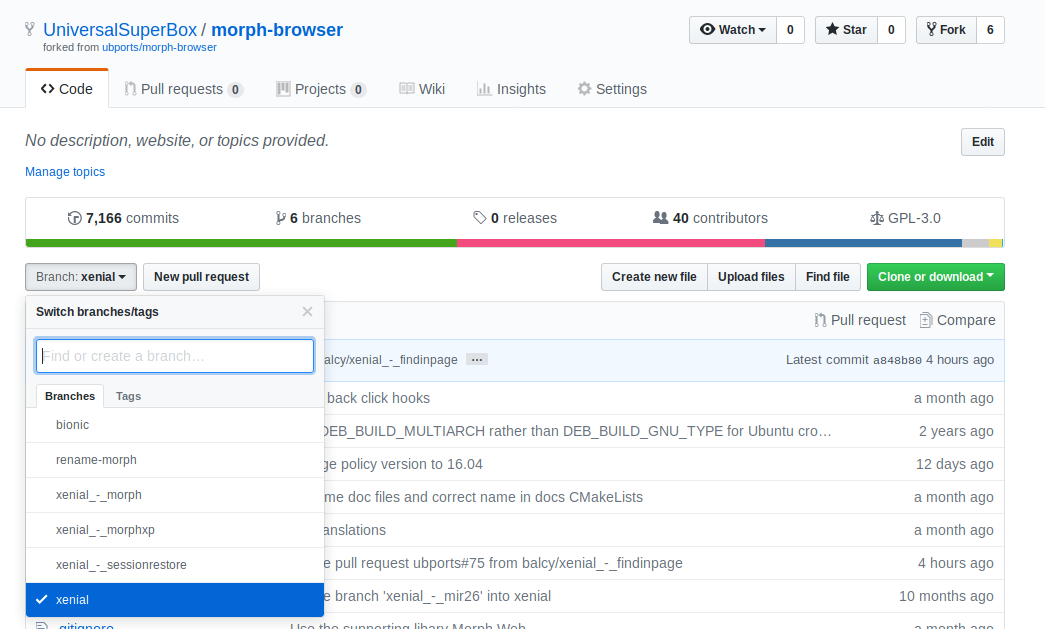 UniversalSuperBox / morph-browser
Watch 0 Star 0 Fork 6
forked from ubports/morph-browser
Code Pull requests 0 Projects 0 Wiki Insights Settings
No description, website, or topics provided. Edit
Manage topics
7,166 commits 6 branches 0 releases 40 contributors GPL-3.0
Branch: xenial New pull request Create new file Upload files Find file Clone or download
Switch branches/tags
Find or create a branch…
Branches Tags
bionic
rename-morph
xenial_-_morph
xenial_-_morphxp
xenial_-_sessionrestore
xenial
Pull request Compare
alcy/xenial_-_findinpage … Latest commit a848b80 4 hours ago
back click hooks a month ago
DEB_BUILD_MULTIARCH rather than DEB_BUILD_GNU_TYPE for Ubuntu cro… 2 years ago
ge policy version to 16.04 12 days ago
me doc files and correct name in docs CMakeLists a month ago
anslations a month ago
e pull request ubports#75 from balcy/xenial_-_findinpage 4 hours ago
e branch 'xenial_-_mir26' into xenial 10 months ago
.gitignore Use the supporting libary Morph.Web a month ago